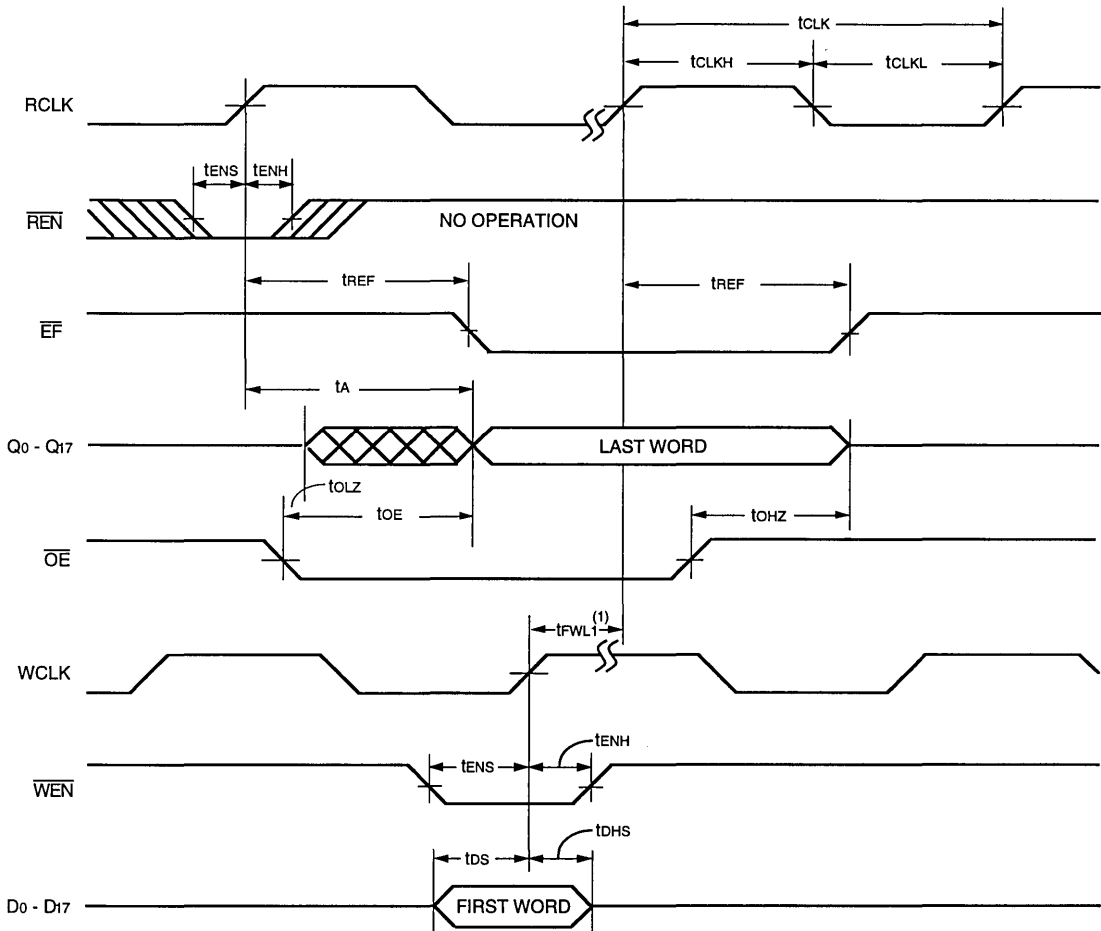 tCLK
tCLKH tCLKL
RCLK
tENS tENH
REN NO OPERATION
tREF tREF
EF
tA
Q0 - Q17 LAST WORD
tOLZ
tOE tOHZ
OE
tFWL1(1)
WCLK
tENH
tENS
WEN
tDHS
tDS
D0 - D17 FIRST WORD